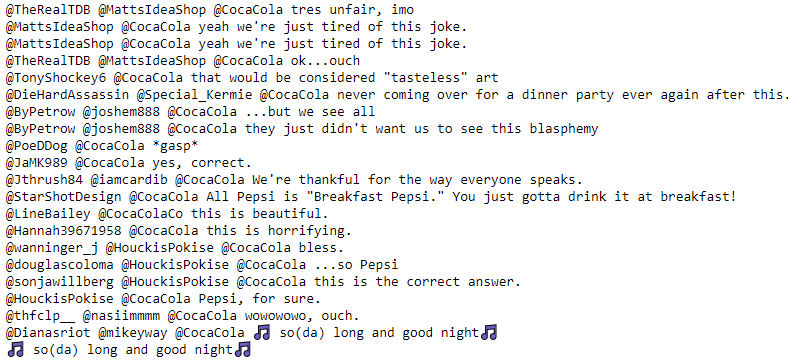 @TheRealTDB @MattsIdeaShop @CocaCola tres unfair, imo
@MattsIdeaShop @CocaCola yeah we're just tired of this joke.
@MattsIdeaShop @CocaCola yeah we're just tired of this joke.
@TheRealTDB @MattsIdeaShop @CocaCola ok...ouch
@TonyShockey6 @CocaCola that would be considered "tasteless" art
@DieHardAssassin @Special_Kermie @CocaCola never coming over for a dinner party ever again after this.
@ByPetrow @joshem888 @CocaCola ...but we see all
@ByPetrow @joshem888 @CocaCola they just didn't want us to see this blasphemy
@PoeDDog @CocaCola *gasp*
@JaMK989 @CocaCola yes, correct.
@Jthrush84 @iamcardib @CocaCola We're thankful for the way everyone speaks.
@StarShotDesign @CocaCola All Pepsi is "Breakfast Pepsi." You just gotta drink it at breakfast!
@LineBailey @CocaColaCo this is beautiful.
@Hannah39671958 @CocaCola this is horrifying.
@wanninger_j @HouckisPokise @CocaCola bless.
@douglascoloma @HouckisPokise @CocaCola ...so Pepsi
@sonjawillberg @HouckisPokise @CocaCola this is the correct answer.
@HouckisPokise @CocaCola Pepsi, for sure.
@thfclp__ @nasiimmmm @CocaCola wowowowo, ouch.
@Dianasriot @mikeyway @CocaCola 🎵 so(da) long and good night🎵
🎵 so(da) long and good night🎵